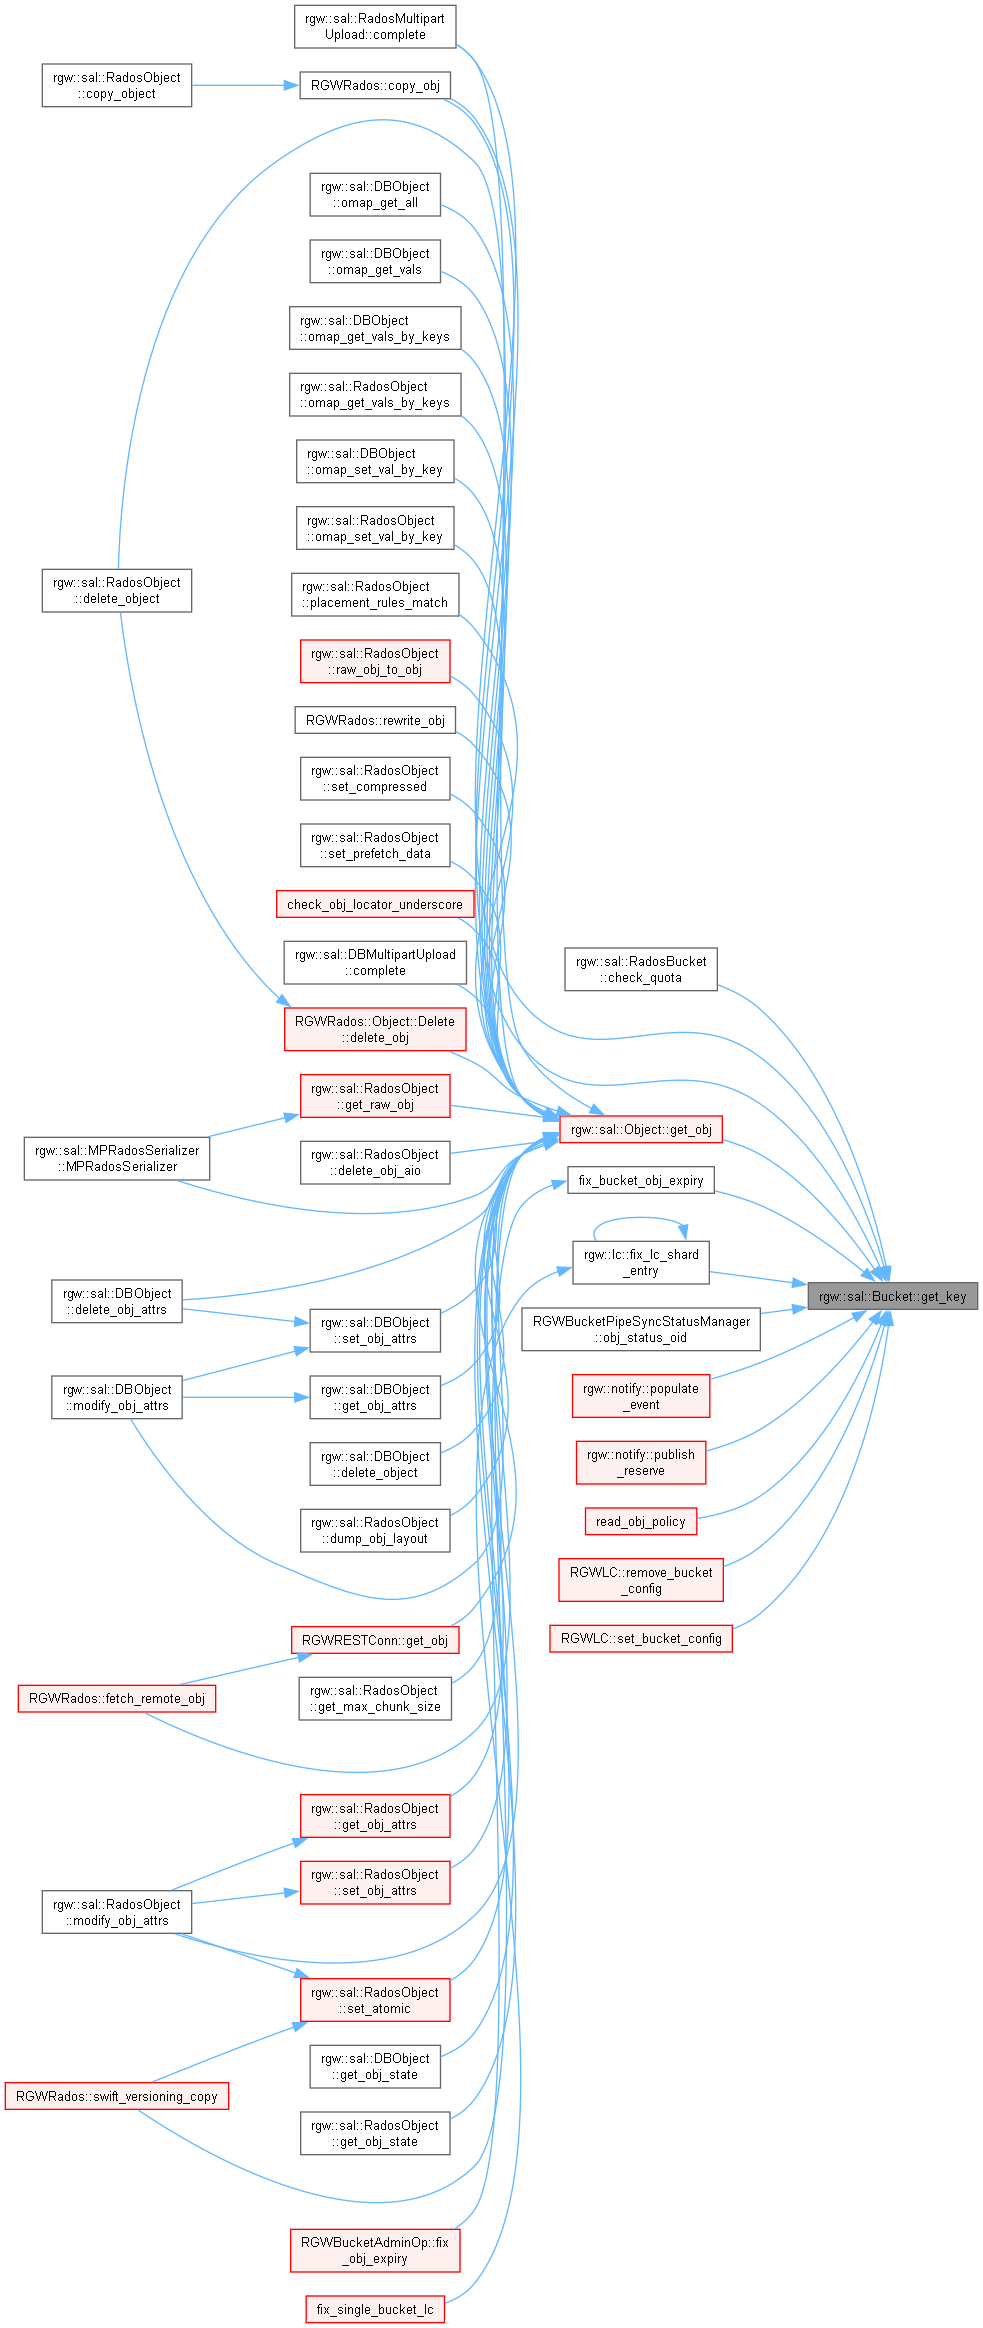 rgw::sal::RadosMultipart
Upload::complete
rgw::sal::RadosObject
::copy_object
RGWRados::copy_obj
rgw::sal::DBObject
::omap_get_all
rgw::sal::DBObject
::omap_get_vals
rgw::sal::DBObject
::omap_get_vals_by_keys
rgw::sal::RadosObject
::omap_get_vals_by_keys
rgw::sal::DBObject
::omap_set_val_by_key
rgw::sal::RadosObject
::omap_set_val_by_key
rgw::sal::RadosObject
::delete_object
rgw::sal::RadosObject
::placement_rules_match
rgw::sal::RadosObject
::raw_obj_to_obj
RGWRados::rewrite_obj
rgw::sal::RadosObject
::set_compressed
rgw::sal::RadosObject
::set_prefetch_data
check_obj_locator_underscore
rgw::sal::DBMultipartUpload
::complete
rgw::sal::RadosBucket
::check_quota
RGWRados::Object::Delete
::delete_obj
rgw::sal::RadosObject
::get_raw_obj
rgw::sal::Object::get_obj
rgw::sal::MPRadosSerializer
::MPRadosSerializer
rgw::sal::RadosObject
::delete_obj_aio
fix_bucket_obj_expiry
rgw::lc::fix_lc_shard
_entry
rgw::sal::Bucket::get_key
rgw::sal::DBObject
::delete_obj_attrs
rgw::sal::DBObject
::set_obj_attrs
RGWBucketPipeSyncStatusManager
::obj_status_oid
rgw::sal::DBObject
::modify_obj_attrs
rgw::sal::DBObject
::get_obj_attrs
rgw::notify::populate
_event
rgw::sal::DBObject
::delete_object
rgw::notify::publish
_reserve
rgw::sal::RadosObject
::dump_obj_layout
read_obj_policy
RGWLC::remove_bucket
_config
RGWRESTConn::get_obj
RGWLC::set_bucket_config
RGWRados::fetch_remote_obj
rgw::sal::RadosObject
::get_max_chunk_size
rgw::sal::RadosObject
::get_obj_attrs
rgw::sal::RadosObject
::set_obj_attrs
rgw::sal::RadosObject
::modify_obj_attrs
rgw::sal::RadosObject
::set_atomic
rgw::sal::DBObject
::get_obj_state
RGWRados::swift_versioning_copy
rgw::sal::RadosObject
::get_obj_state
RGWBucketAdminOp::fix
_obj_expiry
fix_single_bucket_lc